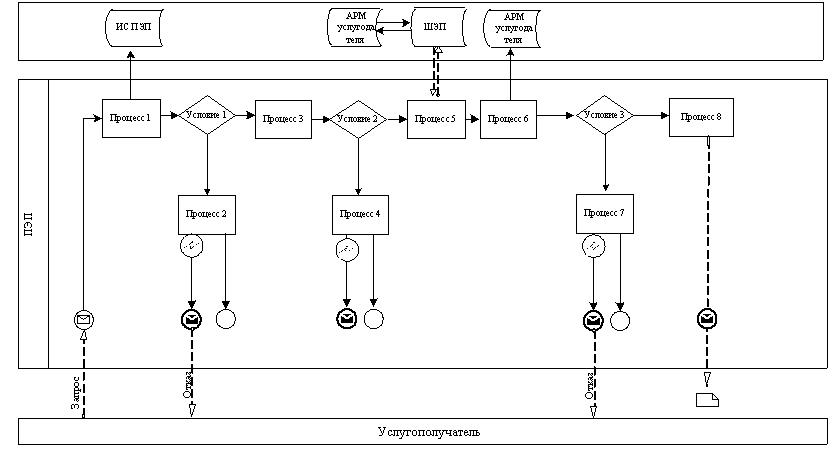 ИС ПЭП
АРМ
услугода
теля
ШЭП
АРМ
услугода
теля
ПЭП
Процесс 1
Условие 1
Процесс 3
Условие 2
Процесс 5
Процесс 6
Условие 3
Процесс 8
Процесс 2
Процесс 4
Процесс 7
Запрос
Отказ
Отказ
Услугополучатель